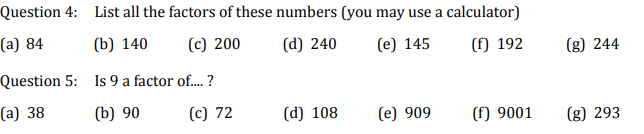 Question 4: List all the factors of these numbers (you may use a calculator)
(a) 84 (b) 140 (c) 200 (d) 240 (e) 145 (f) 192 (g) 244
Question 5: Is 9 a factor of.... ?
(a) 38 (b) 90 (c) 72 (d) 108 (e) 909 (f) 9001 (g) 293